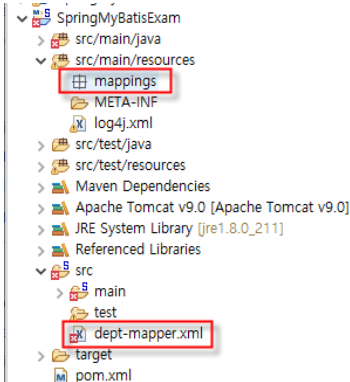 SpringMyBatisExam
src/main/java
src/main/resources
mappings
META-INF
log4j.xml
src/test/java
src/test/resources
Maven Dependencies
Apache Tomcat v9.0 [Apache Tomcat v9.0]
JRE System Library [jre1.8.0_211]
Referenced Libraries
src
main
test
dept-mapper.xml
target
pom.xml